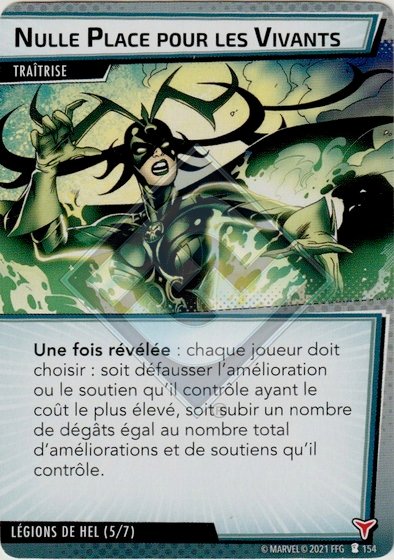 Nulle Place pour les Vivants
TRAÎTRISE
Une fois révélée : chaque joueur doit
choisir : soit défausser l'amélioration
ou le soutien qu'il contrôle ayant le
coût le plus élevé, soit subir un nombre
de dégâts égal au nombre total
d'améliorations et de soutiens qu'il
contrôle.
LÉGIONS DE HEL (5/7)
© MARVEL © 2021 FFG 154